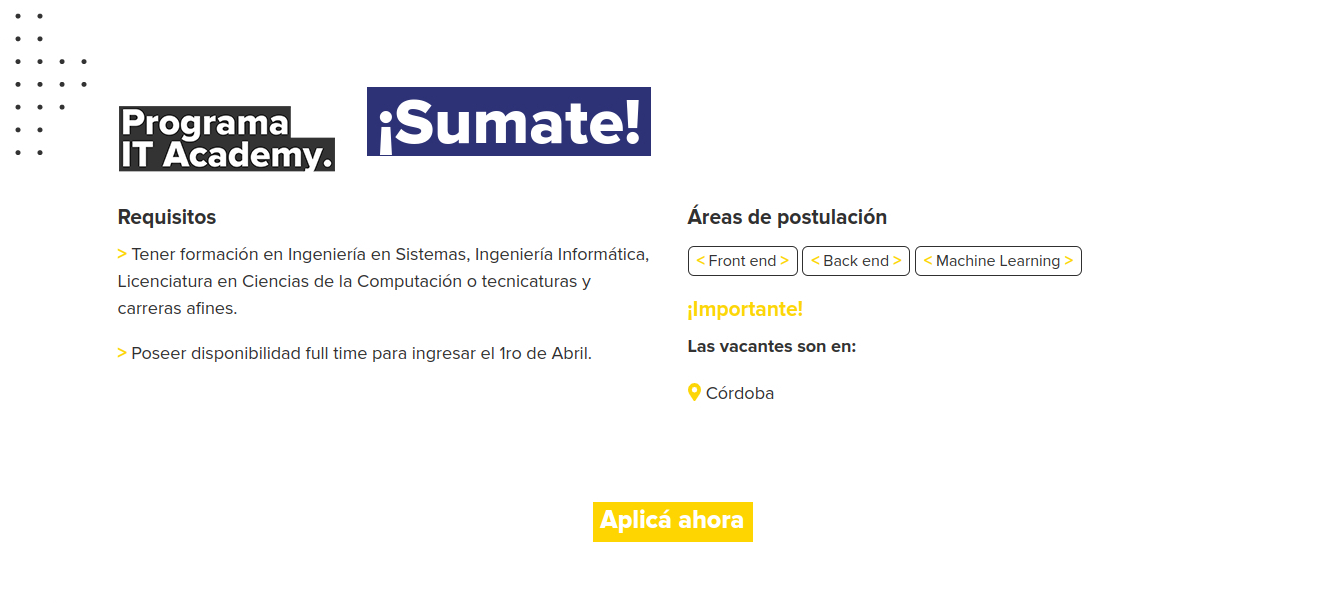 Programa
IT Academy.
¡Sumate!
Requisitos
> Tener formación en Ingeniería en Sistemas, Ingeniería Informática,
Licenciatura en Ciencias de la Computación o tecnicaturas y
carreras afines.
> Poseer disponibilidad full time para ingresar el 1ro de Abril.
Áreas de postulación
< Front end > < Back end > < Machine Learning >
¡Importante!
Las vacantes son en:
Córdoba
Aplicá ahora